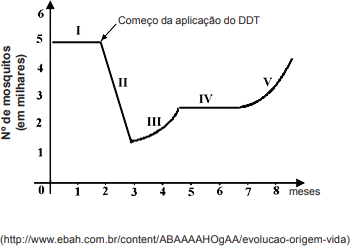 Começo da aplicação do DDT
Nº de mosquitos
(em milhares)
6
5
4
3
2
1
0
I
II
III
IV
V
1 2 3 4 5 6 7 8 meses
(http://www.ebah.com.br/content/ABAAAAHOgAA/evolucao-origem-vida)